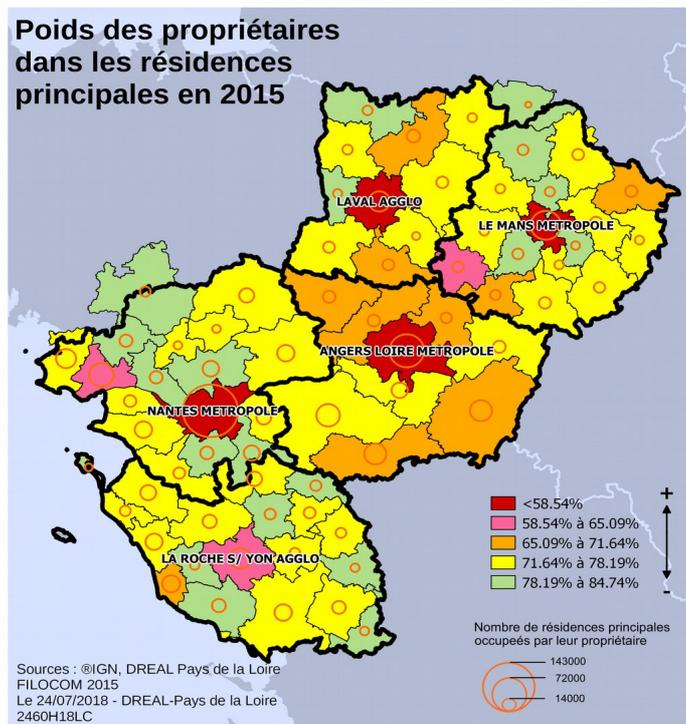 Poids des propriétaires
dans les résidences
principales en 2015
LAVAL AGGLO
LE MANS METROPOLE
ANGERS LOIRE METROPOLE
NANTES METROPOLE
LA ROCHE S/ YON AGGLO
+
<58.54%
58.54% à 65.09%
65.09% à 71.64%
71.64% à 78.19%
78.19% à 84.74%
-
Nombre de résidences principales
occupeés par leur propriétaire
143000
72000
14000
Sources : ®IGN, DREAL Pays de la Loire
FILOCOM 2015
Le 24/07/2018 - DREAL-Pays de la Loire
2460H18LC